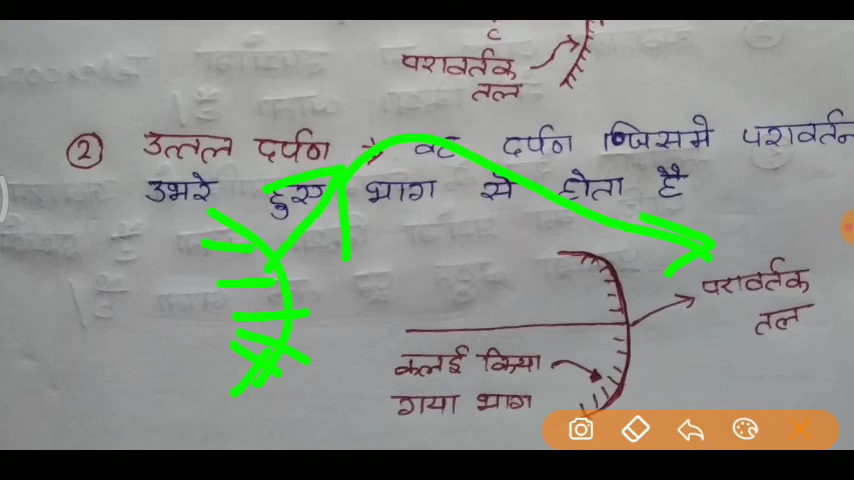 परावर्तक
तल
② उत्तल दर्पण :- वह दर्पण जिसमे परावर्तन
उभरे हुए भाग से होता है
परावर्तक
तल
कलई किया
गया भाग